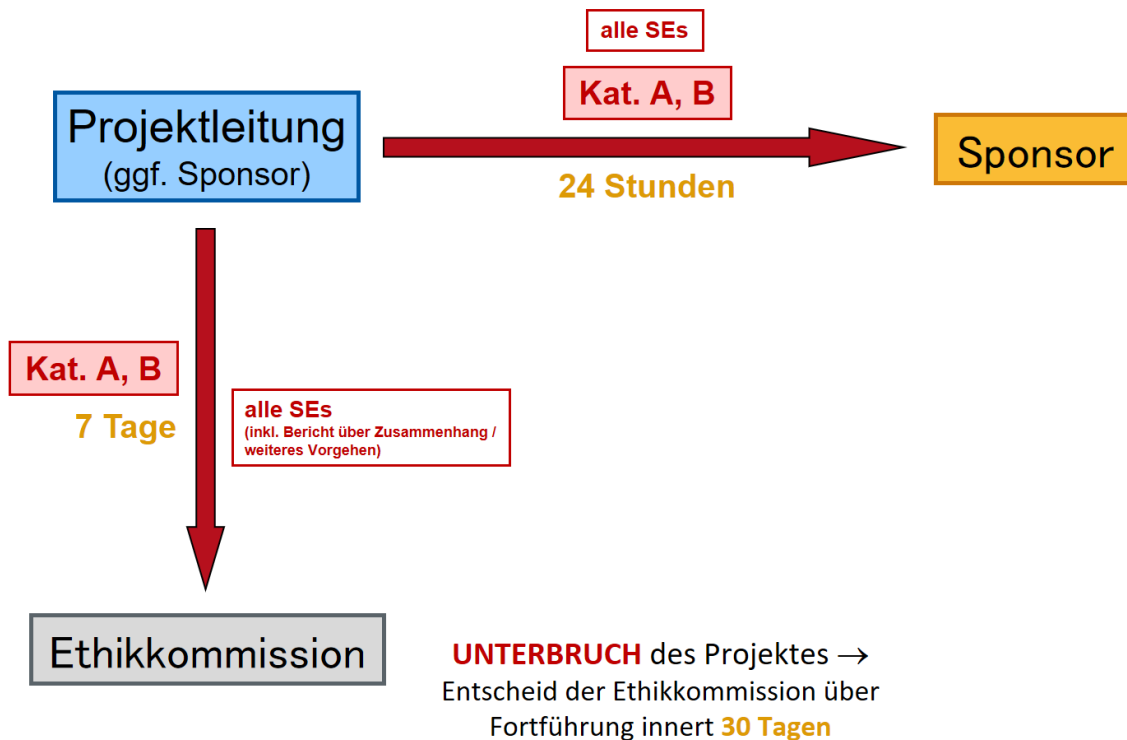 alle SEs
Kat. A, B
Projektleitung
(ggf. Sponsor)
Sponsor
24 Stunden
Kat. A, B
7 Tage
alle SEs
(inkl. Bericht über Zusammenhang /
weiteres Vorgehen)
Ethikkommission
UNTERBRUCH des Projektes →
Entscheid der Ethikkommission über
Fortführung innert 30 Tagen